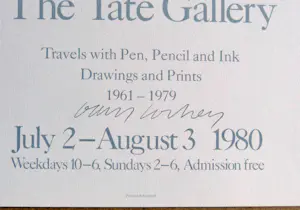 The Tate Gallery
Travels with Pen, Pencil and Ink
Drawings and Prints
1961 – 1979
July 2 – August 3 1980
Weekdays 10–6, Sundays 2–6, Admission free